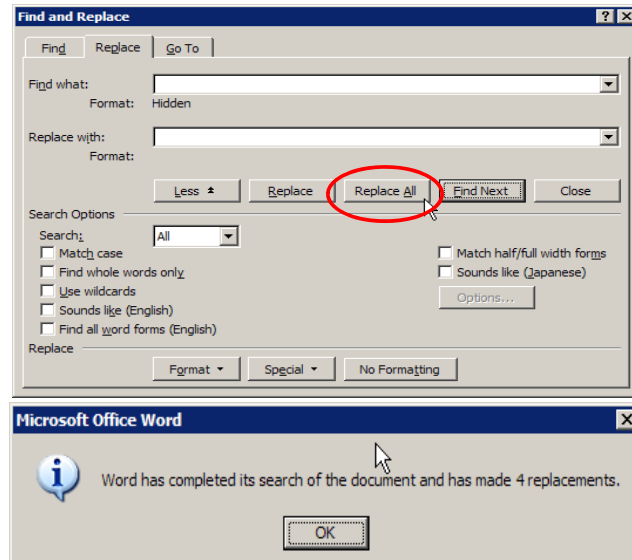 Find and Replace
Find Replace Go To
Find what:
Format: Hidden
Replace with:
Format:
Less Replace Replace All Find Next Close
Search Options
Search: All
Match case
Find whole words only
Use wildcards
Sounds like (English)
Find all word forms (English)
Match half/full width forms
Sounds like (Japanese)
Options...
Replace
Format Special No Formatting
Microsoft Office Word
Word has completed its search of the document and has made 4 replacements.
OK